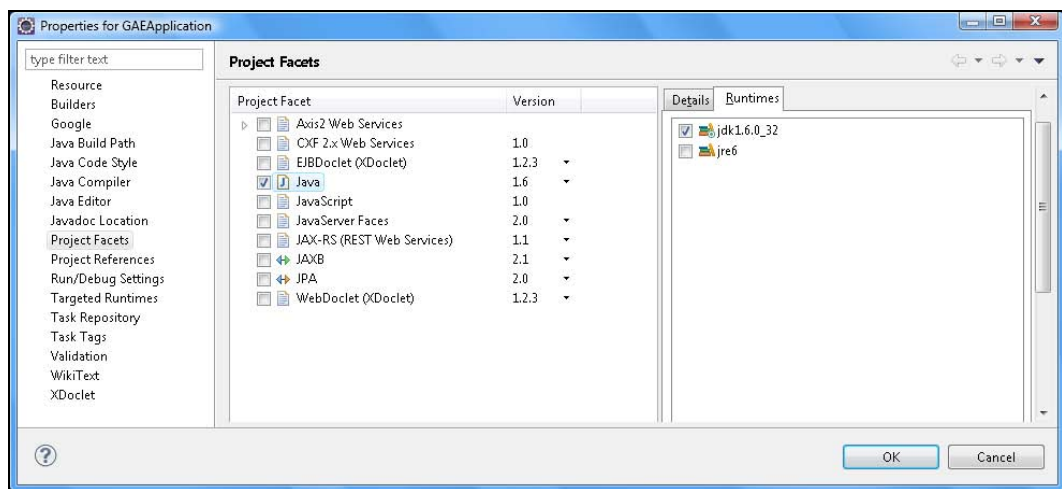 Properties for GAEApplication
type filter text
Resource
Builders
Google
Java Build Path
Java Code Style
Java Compiler
Java Editor
Javadoc Location
Project Facets
Project References
Run/Debug Settings
Targeted Runtimes
Task Repository
Task Tags
Validation
WikiText
XDoclet
Project Facets
Project Facet Version
Axis2 Web Services
CXF 2.x Web Services 1.0
EJBDoclet (XDoclet) 1.2.3
Java 1.6
JavaScript 1.0
JavaServer Faces 2.0
JAX-RS (REST Web Services) 1.1
JAXB 2.1
JPA 2.0
WebDoclet (XDoclet) 1.2.3
Details Runtimes
jdk1.6.0_32
jre6
OK Cancel